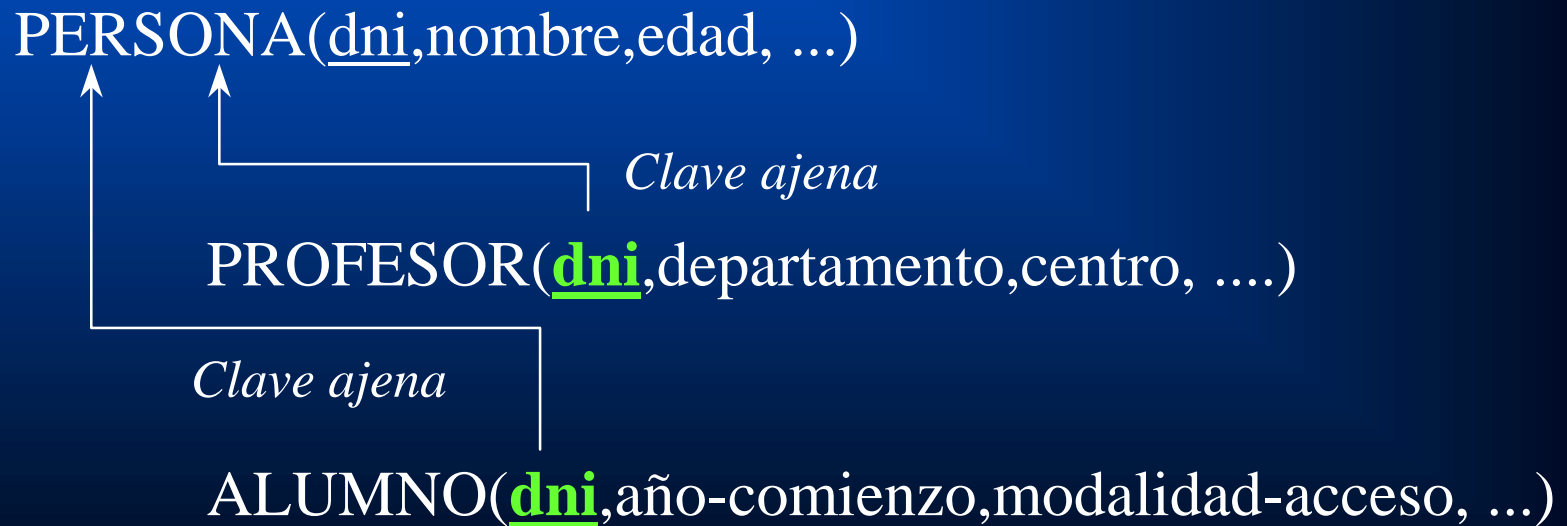 PERSONA(dni,nombre,edad, ...)
Clave ajena
PROFESOR(dni,departamento,centro, ....)
Clave ajena
ALUMNO(dni,año-comienzo,modalidad-acceso, ...)